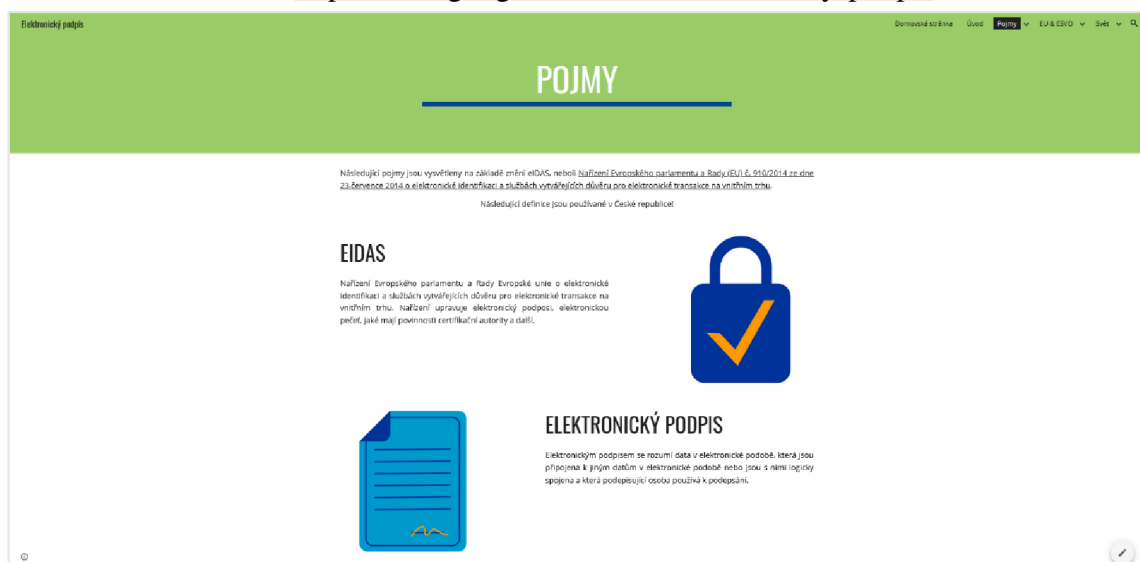 Elektronický podpis
Domovská stránka Úvod Pojmy EU & ESVO Svět
POJMY
Následující pojmy jsou vysvětleny na základě znění eIDAS, neboli Nařízení Evropského parlamentu a Rady (EU) č. 910/2014 ze dne
23.července 2014 o elektronické identifikaci a službách vytvářejících důvěru pro elektronické transakce na vnitřním trhu.
Následující definice jsou používané v České republice!
EIDAS
Nařízení Evropského parlamentu a Rady Evropské unie o elektronické
identifikaci a službách vytvářejících důvěru pro elektronické transakce na
vnitřním trhu. Nařízení upravuje elektronický podposi, elektronickou
pečeť, jaké mají povinnosti certifikační autority a další.
ELEKTRONICKÝ PODPIS
Elektronickým podpisem se rozumí data v elektronické podobě, která jsou
připojena k jiným datům v elektronické podobě nebo jsou s nimi logicky
spojena a která podepisující osoba používá k podepsání.